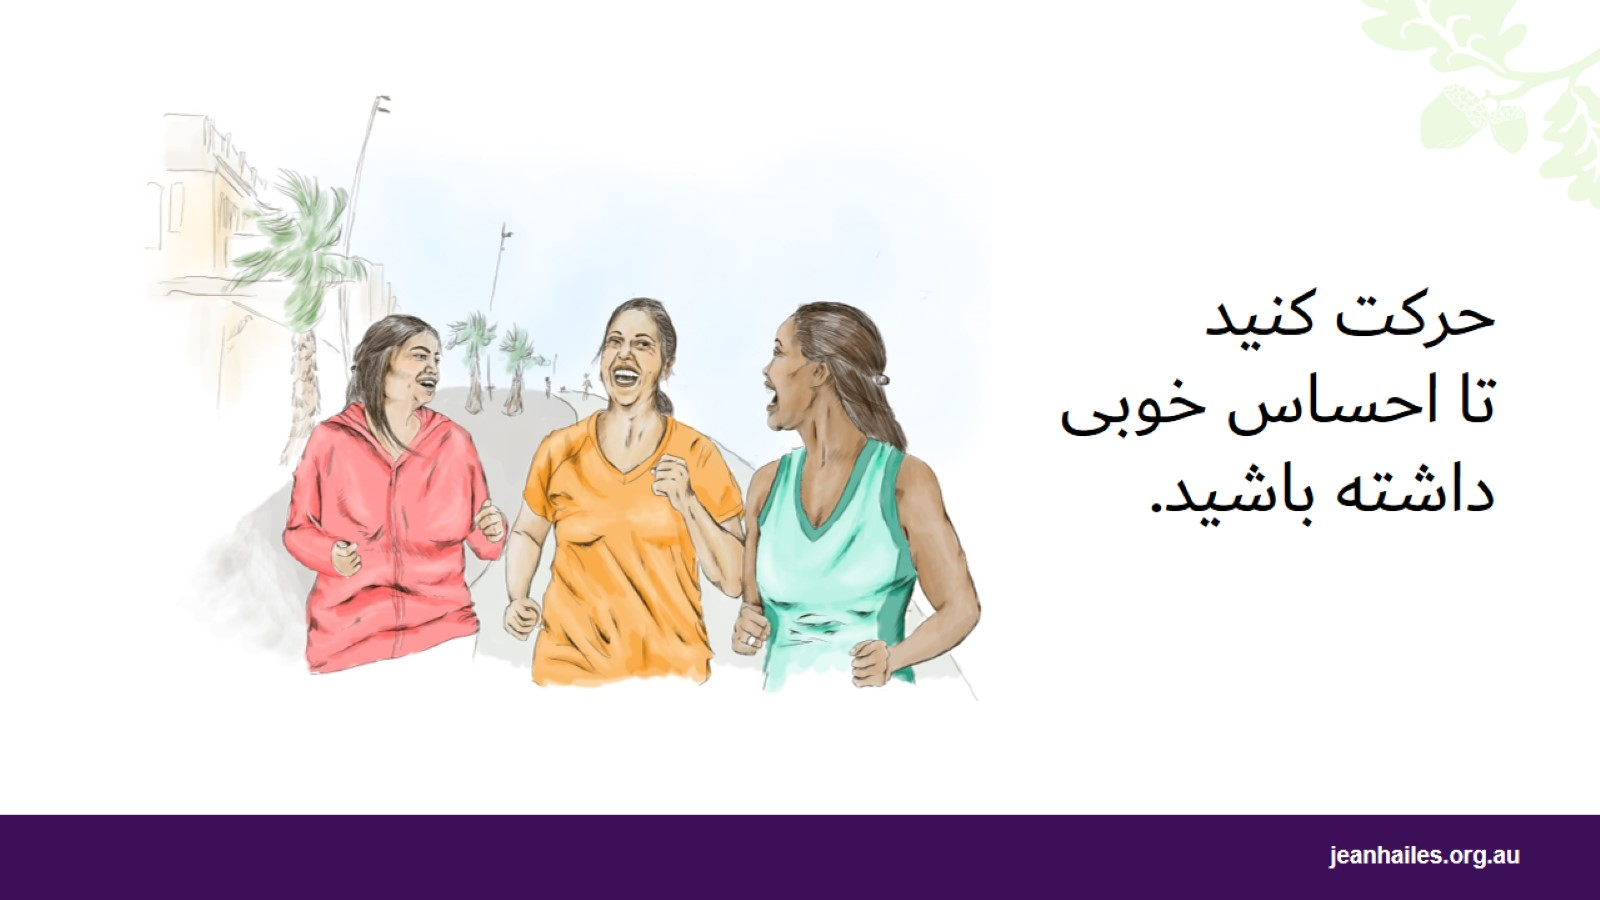 حرکت کنید
تا احساس خوبی
داشته باشید.
jeanhailes.org.au